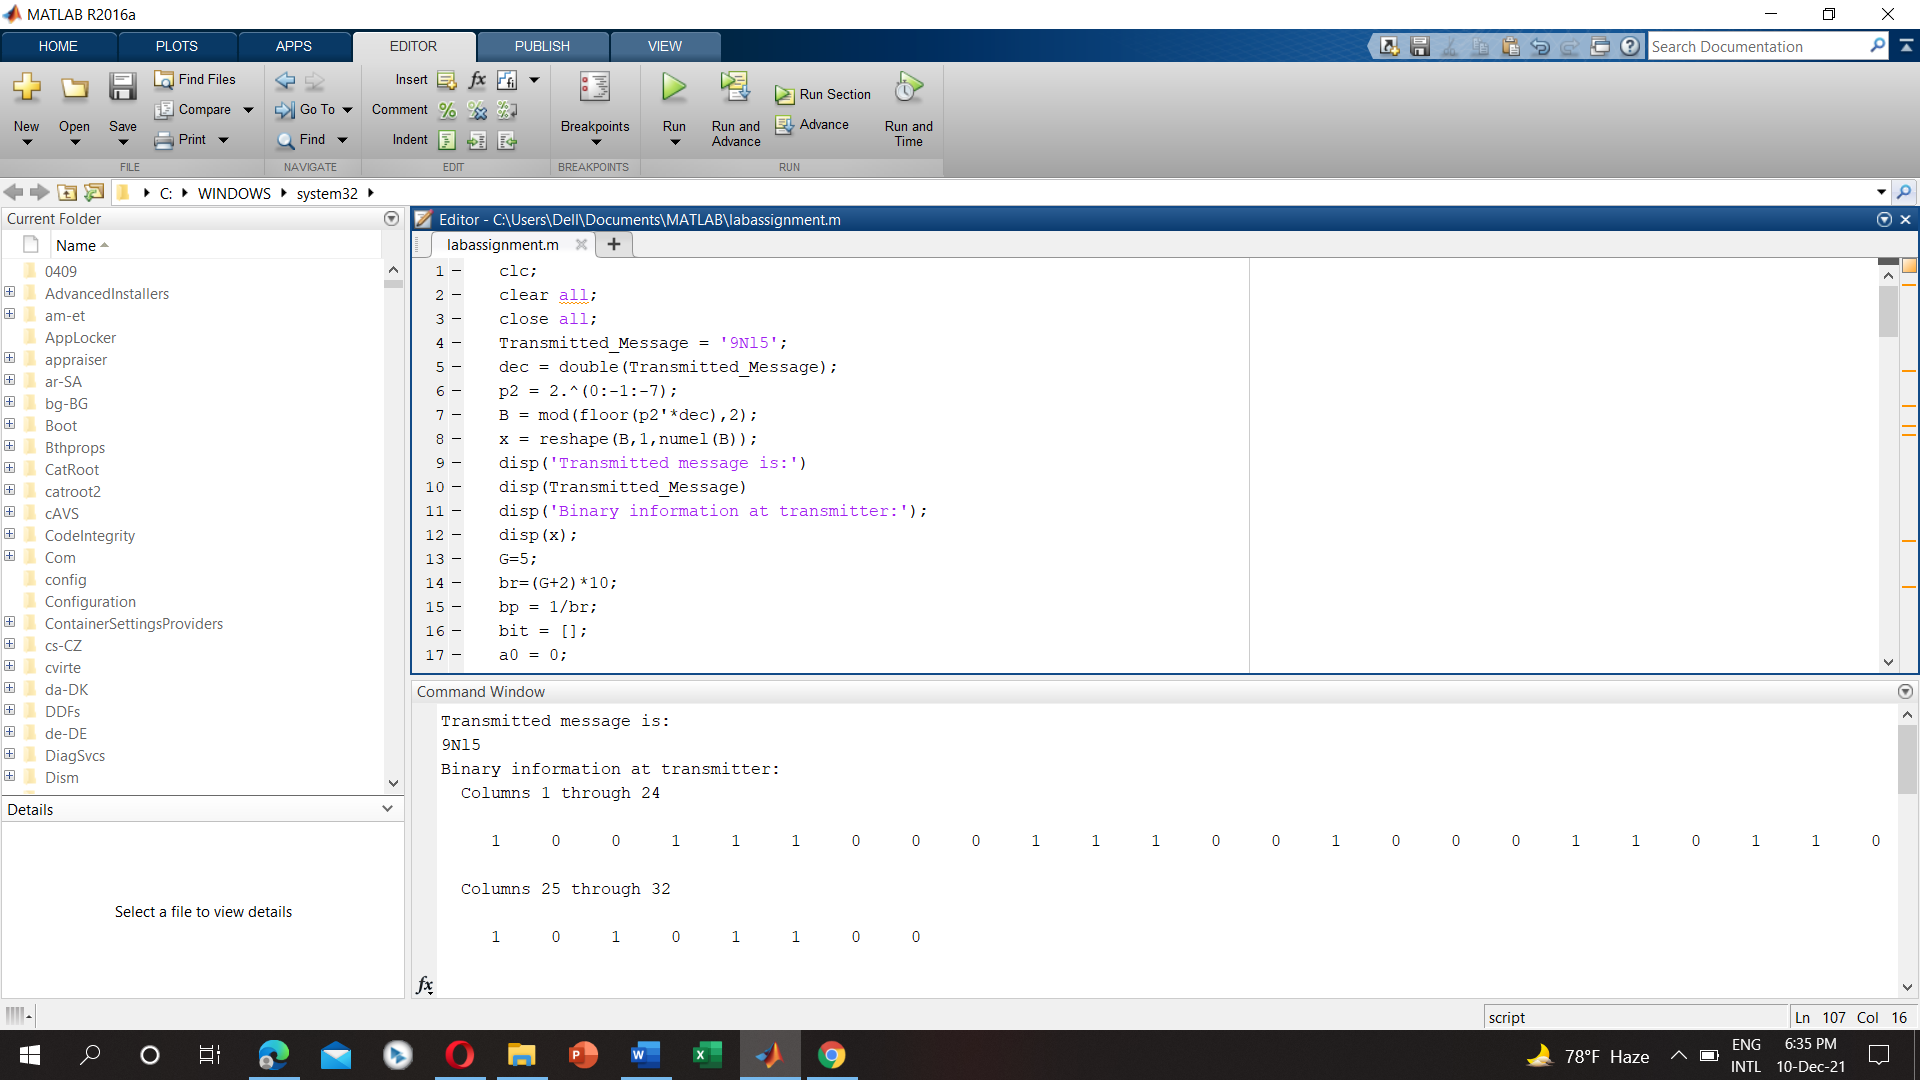 MATLAB R2016a
HOME PLOTS APPS EDITOR PUBLISH VIEW
Search Documentation
New
Open
Save
Find Files
Compare
Print
FILE
Go To
Find
NAVIGATE
Insert
Comment
Indent
EDIT
Breakpoints
BREAKPOINTS
Run
Run and
Advance
Run Section
Advance
Run and
Time
RUN
C: WINDOWS system32
Current Folder
Name
0409
AdvancedInstallers
am-et
AppLocker
appraiser
ar-SA
bg-BG
Boot
Bthprops
CatRoot
catroot2
cAVS
CodeIntegrity
Com
config
Configuration
ContainerSettingsProviders
cs-CZ
cvirte
da-DK
DDFs
de-DE
DiagSvcs
Dism
Details
Select a file to view details
Editor - C:\Users\Dell\Documents\MATLAB\labassignment.m
labassignment.m
1 – clc;
2 – clear all;
3 – close all;
4 – Transmitted_Message = '9Nl5';
5 – dec = double(Transmitted_Message);
6 – p2 = 2.^(0:-1:-7);
7 – B = mod(floor(p2'*dec),2);
8 – x = reshape(B,1,numel(B));
9 – disp('Transmitted message is:')
10 – disp(Transmitted_Message)
11 – disp('Binary information at transmitter:');
12 – disp(x);
13 – G=5;
14 – br=(G+2)*10;
15 – bp = 1/br;
16 – bit = [];
17 – a0 = 0;
Command Window
Transmitted message is:
9Nl5
Binary information at transmitter:
Columns 1 through 24
1 0 0 1 1 1 0 0 0 1 1 1 0 0 1 0 0 0 1 1 0 1 1 0
Columns 25 through 32
1 0 1 0 1 1 0 0
fx
script
Ln 107 Col 16
78°F Haze
ENG
INTL
6:35 PM
10-Dec-21